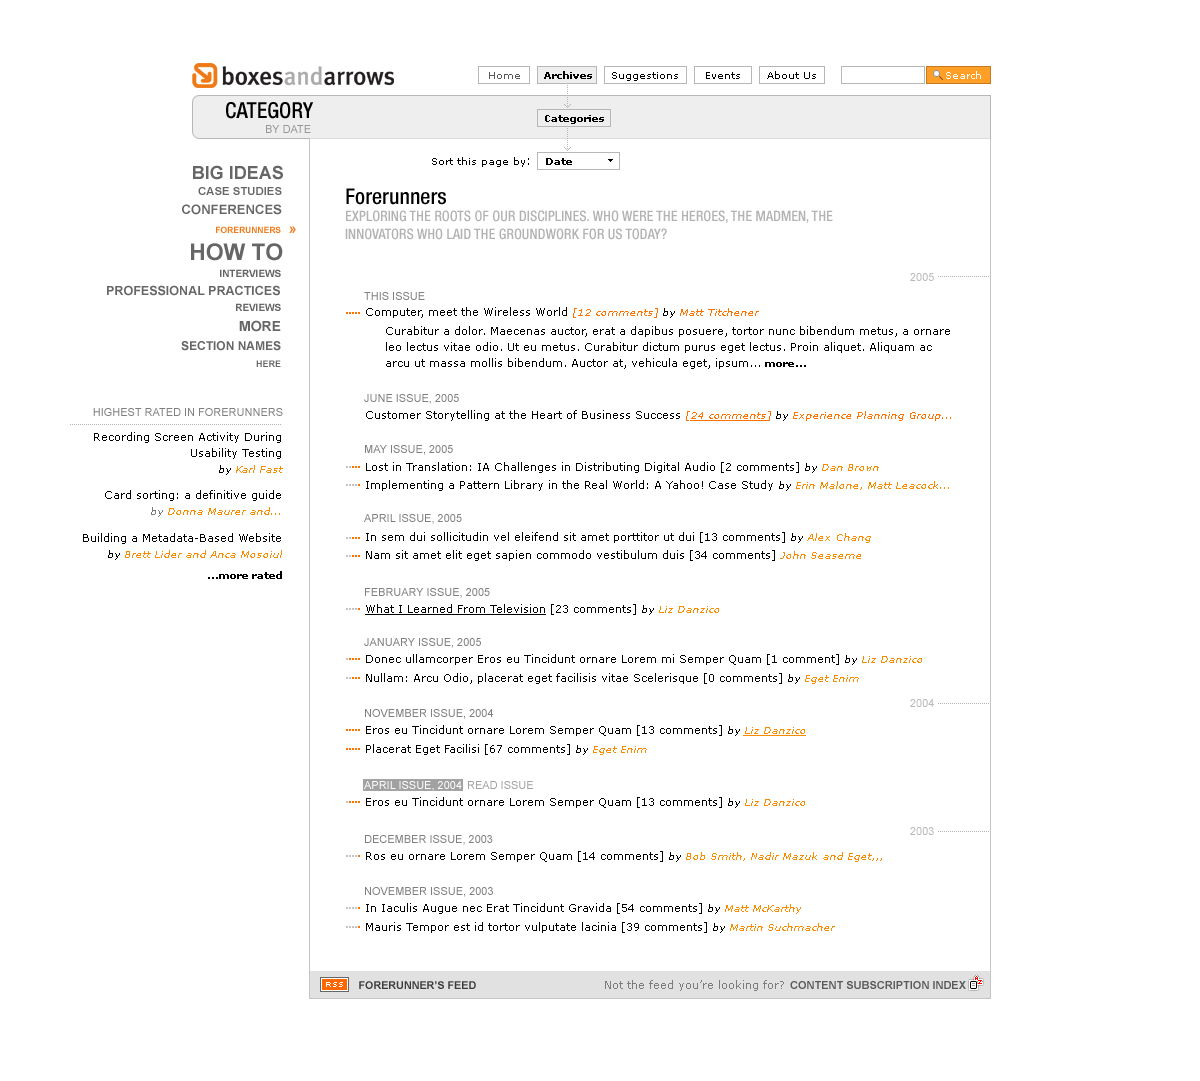 boxesandarrows
Home Archives Suggestions Events About Us Search
CATEGORY
BY DATE
Categories
Sort this page by: Date
BIG IDEAS
CASE STUDIES
CONFERENCES
FORERUNNERS »
HOW TO
INTERVIEWS
PROFESSIONAL PRACTICES
REVIEWS
MORE
SECTION NAMES
HERE
HIGHEST RATED IN FORERUNNERS
Recording Screen Activity During
Usability Testing
by Karl Fast
Card sorting: a definitive guide
by Donna Maurer and...
Building a Metadata-Based Website
by Brett Lider and Anca Mosoiul
...more rated
Forerunners
EXPLORING THE ROOTS OF OUR DISCIPLINES. WHO WERE THE HEROES, THE MADMEN, THE
INNOVATORS WHO LAID THE GROUNDWORK FOR US TODAY?
2005
THIS ISSUE
Computer, meet the Wireless World [12 comments] by Matt Titchener
Curabitur a dolor. Maecenas auctor, erat a dapibus posuere, tortor nunc bibendum metus, a ornare
leo lectus vitae odio. Ut eu metus. Curabitur dictum purus eget lectus. Proin aliquet. Aliquam ac
arcu ut massa mollis bibendum. Auctor at, vehicula eget, ipsum... more...
JUNE ISSUE, 2005
Customer Storytelling at the Heart of Business Success [24 comments] by Experience Planning Group...
MAY ISSUE, 2005
Lost in Translation: IA Challenges in Distributing Digital Audio [2 comments] by Dan Brown
Implementing a Pattern Library in the Real World: A Yahoo! Case Study by Erin Malone, Matt Leacock...
APRIL ISSUE, 2005
In sem dui sollicitudin vel eleifend sit amet porttitor ut dui [13 comments] by Alex Chang
Nam sit amet elit eget sapien commodo vestibulum duis [34 comments] John Seaseme
FEBRUARY ISSUE, 2005
What I Learned From Television [23 comments] by Liz Danzico
JANUARY ISSUE, 2005
Donec ullamcorper Eros eu Tincidunt ornare Lorem mi Semper Quam [1 comment] by Liz Danzico
Nullam: Arcu Odio, placerat eget facilisis vitae Scelerisque [0 comments] by Eget Enim
2004
NOVEMBER ISSUE, 2004
Eros eu Tincidunt ornare Lorem Semper Quam [13 comments] by Liz Danzico
Placerat Eget Facilisi [67 comments] by Eget Enim
APRIL ISSUE, 2004 READ ISSUE
Eros eu Tincidunt ornare Lorem Semper Quam [13 comments] by Liz Danzico
2003
DECEMBER ISSUE, 2003
Ros eu ornare Lorem Semper Quam [14 comments] by Bob Smith, Nadir Mazuk and Eget,,,
NOVEMBER ISSUE, 2003
In Iaculis Augue nec Erat Tincidunt Gravida [54 comments] by Matt McKarthy
Mauris Tempor est id tortor vulputate lacinia [39 comments] by Martin Suchmacher
RSS FORERUNNER'S FEED Not the feed you're looking for? CONTENT SUBSCRIPTION INDEX